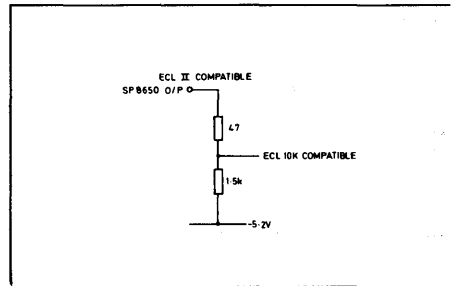 ECL II COMPATIBLE
SP8650 O/P
47
ECL 10K COMPATIBLE
1·5k
-5·2V